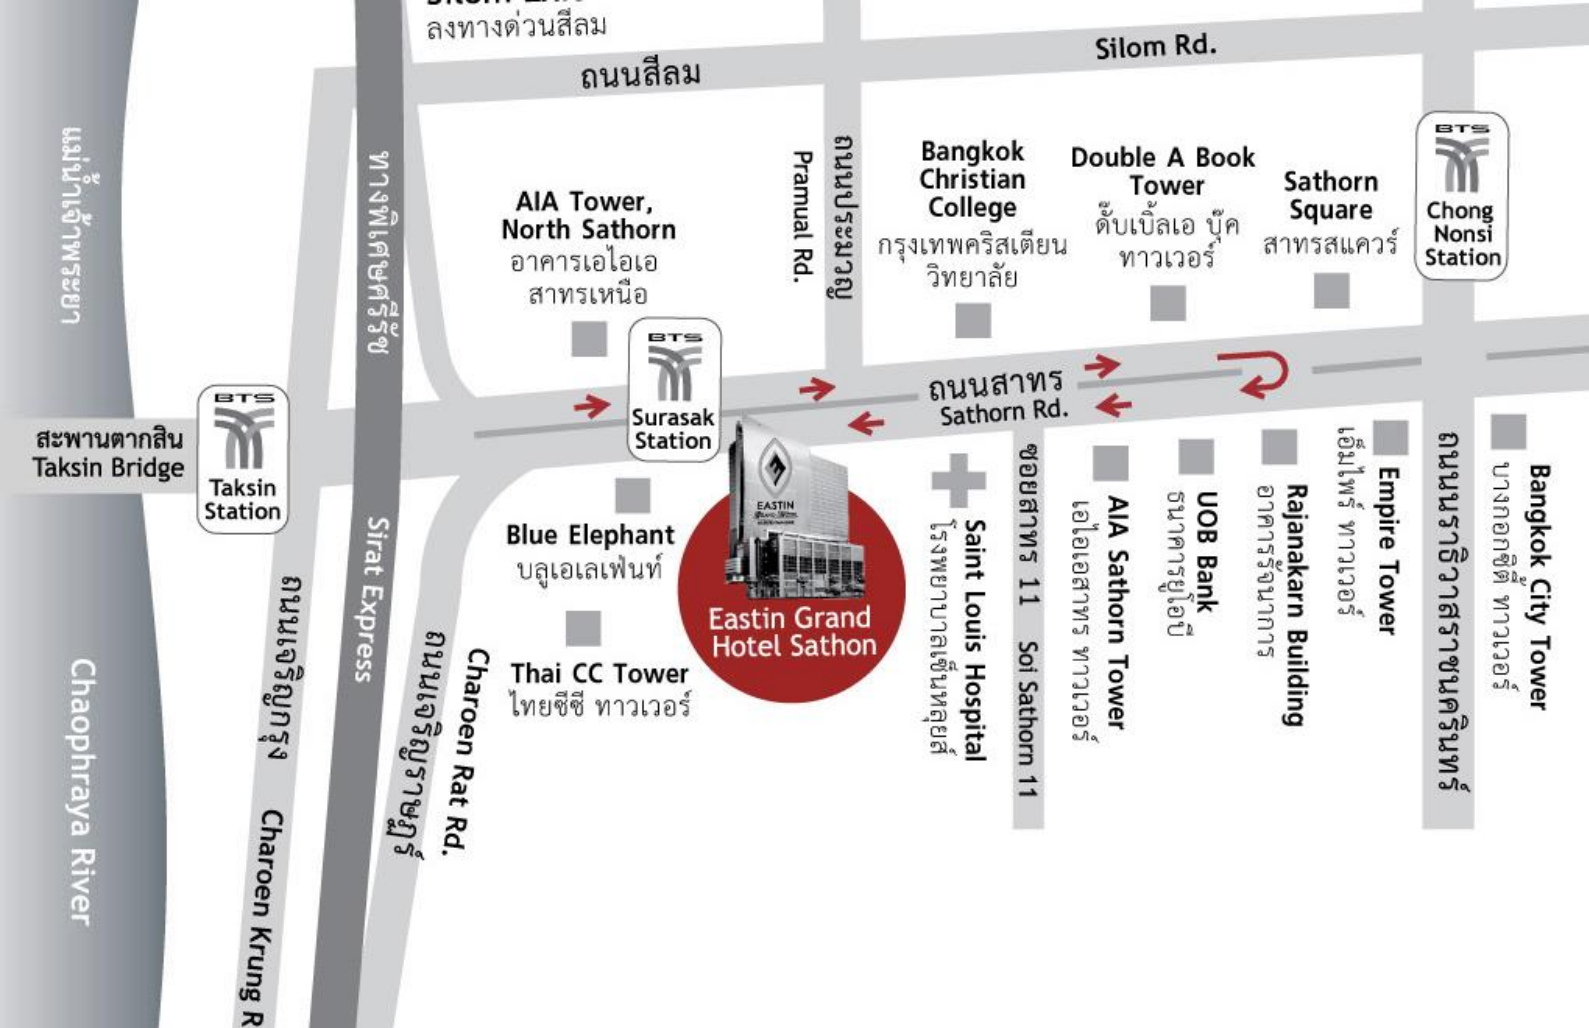 ลงทางด่วนสีลม
ถนนสีลม
Silom Rd.
แม่น้ำเจ้าพระยา
Chaophraya River
ทางพิเศษศรีรัช
Sirat Express
AIA Tower,
North Sathorn
อาคารเอไอเอ
สาทรเหนือ
Pramual Rd.
ถนนประมวญ
Bangkok
Christian
College
กรุงเทพคริสเตียน
วิทยาลัย
Double A Book
Tower
ดั๊บเบิ้ลเอ บุ๊ค
ทาวเวอร์
Sathorn
Square
สาทรสแควร์
BTS
Chong
Nonsi
Station
BTS
Surasak
Station
BTS
Taksin
Station
สะพานตากสิน
Taksin Bridge
ถนนสาทร
Sathorn Rd.
Blue Elephant
บลูเอเลเฟ่นท์
Thai CC Tower
ไทยซีซี ทาวเวอร์
EASTIN
Eastin Grand
Hotel Sathon
ถนนเจริญกรุง
Charoen Krung R
ถนนเจริญราษฎร์
Charoen Rat Rd.
Saint Louis Hospital
โรงพยาบาลเซ็นหลุยส์
ซอยสาทร 11 Soi Sathorn 11
AIA Sathorn Tower
เอไอเอสาทร ทาวเวอร์
UOB Bank
ธนาคารยูโอบี
Rajanakarn Building
อาคารรัจนาการ
Empire Tower
เอ็มไพร์ ทาวเวอร์
ถนนนราธิวาสราชนครินทร์
Bangkok City Tower
บางกอกซิตี้ ทาวเวอร์